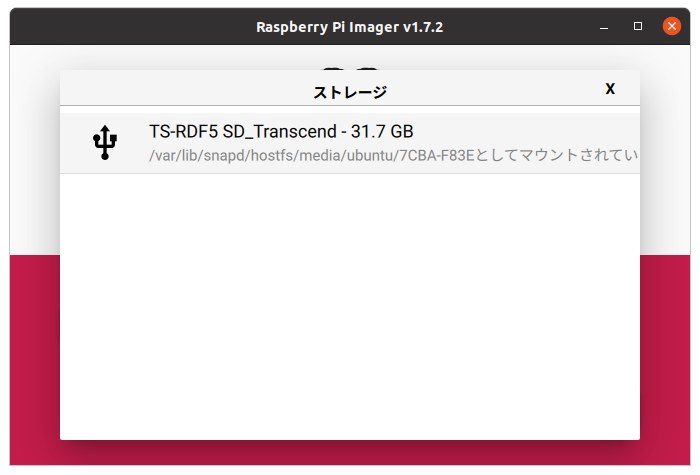 Raspberry Pi Imager v1.7.2
ストレージ
X
TS-RDF5 SD_Transcend - 31.7 GB
/var/lib/snapd/hostfs/media/ubuntu/7CBA-F83Eとしてマウントされてい